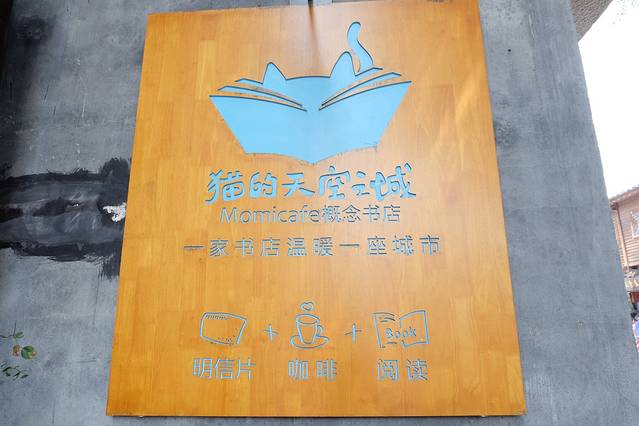 猫的天空之城
Momicafe概念书店
一家书店温暖一座城市
+ +
Book
明信片 咖啡 阅读